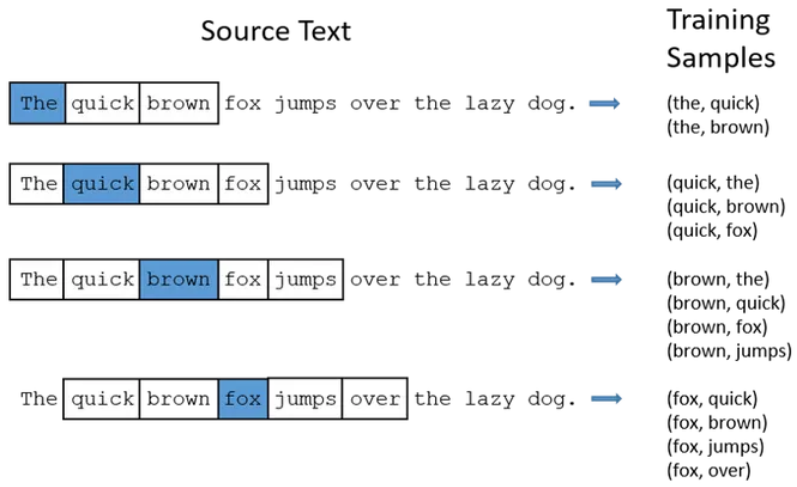 Source Text
Training
Samples
The quick brown fox jumps over the lazy dog.
(the, quick)
(the, brown)
The quick brown fox jumps over the lazy dog.
(quick, the)
(quick, brown)
(quick, fox)
The quick brown fox jumps over the lazy dog.
(brown, the)
(brown, quick)
(brown, fox)
(brown, jumps)
The quick brown fox jumps over the lazy dog.
(fox, quick)
(fox, brown)
(fox, jumps)
(fox, over)